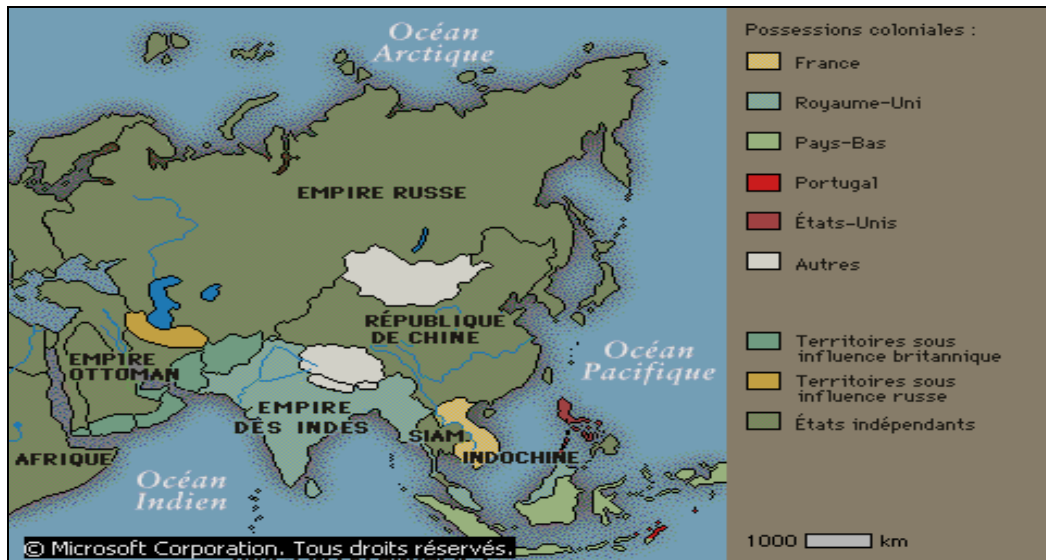 Océan
Arctique
EMPIRE RUSSE
RÉPUBLIQUE
DE CHINE
EMPIRE
OTTOMAN
Océan
Pacifique
EMPIRE
DES INDES
SIAM
INDOCHINE
AFRIQUE
Océan
Indien
© Microsoft Corporation. Tous droits réservés.
Possessions coloniales :
France
Royaume-Uni
Pays-Bas
Portugal
États-Unis
Autres
Territoires sous
influence britannique
Territoires sous
influence russe
États indépendants
1000 km